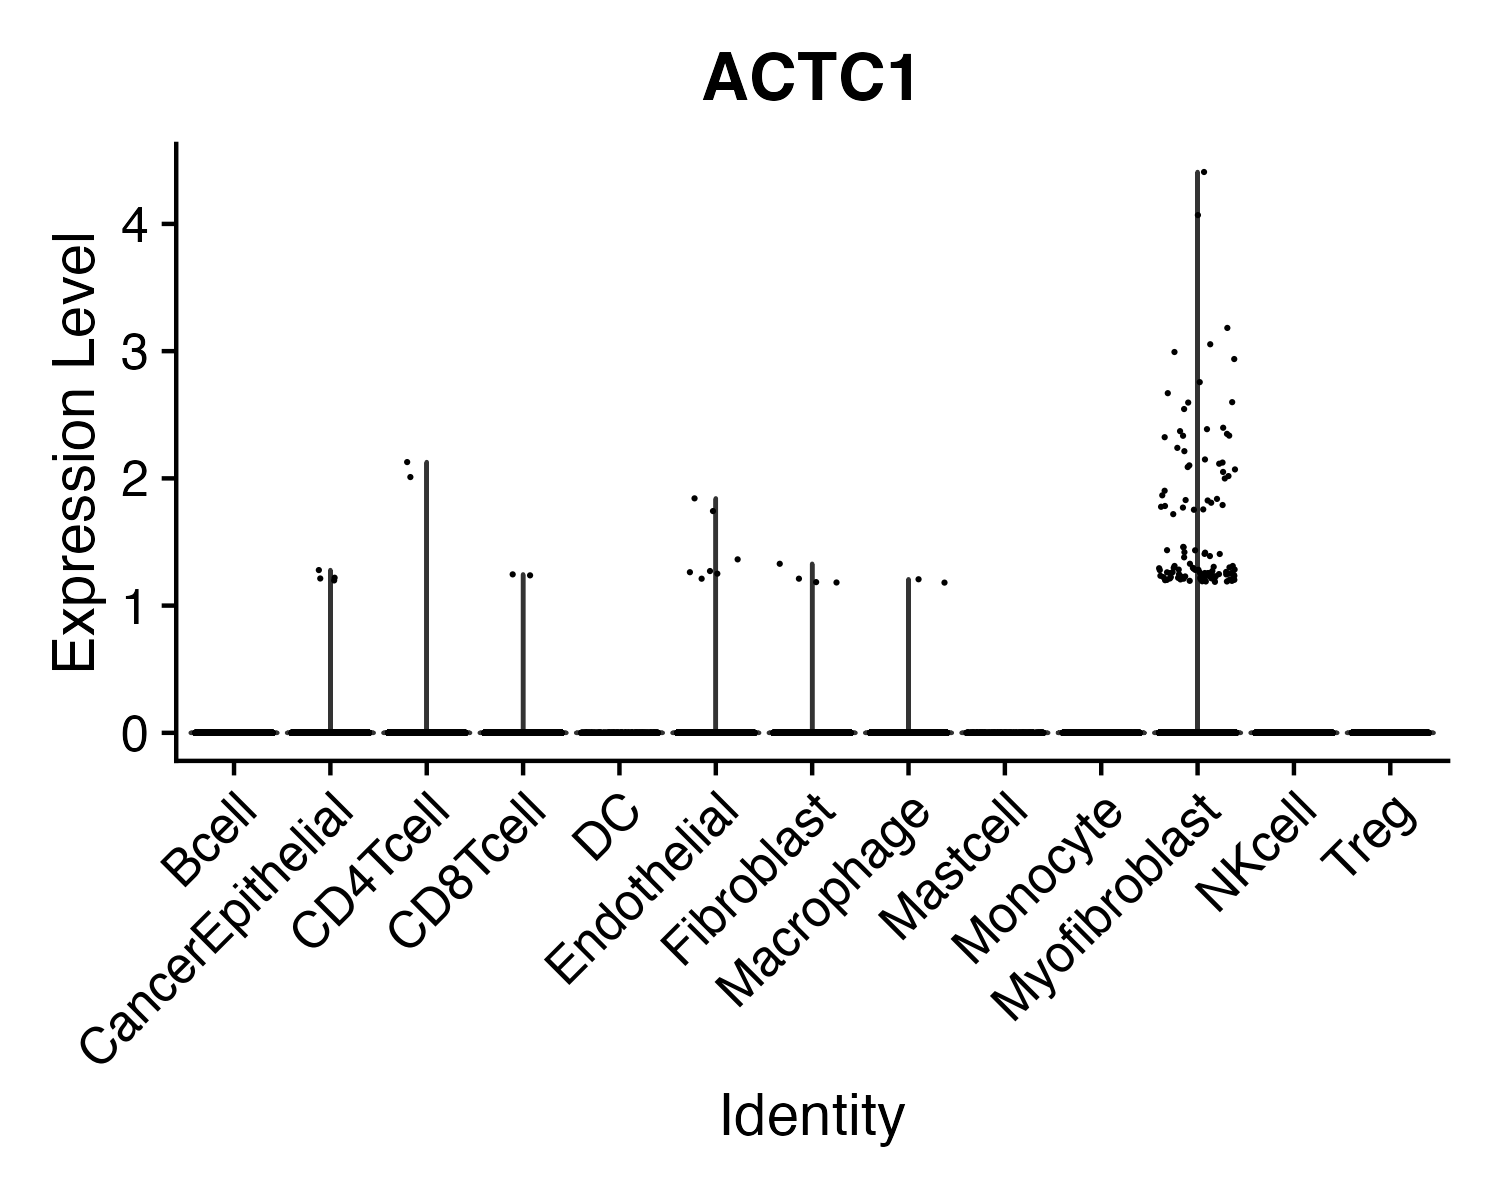 ACTC1
Expression Level
4
3
2
1
0
Bcell
CancerEpithelial
CD4Tcell
CD8Tcell
DC
Endothelial
Fibroblast
Macrophage
Mastcell
Monocyte
Myofibroblast
NKcell
Treg
Identity